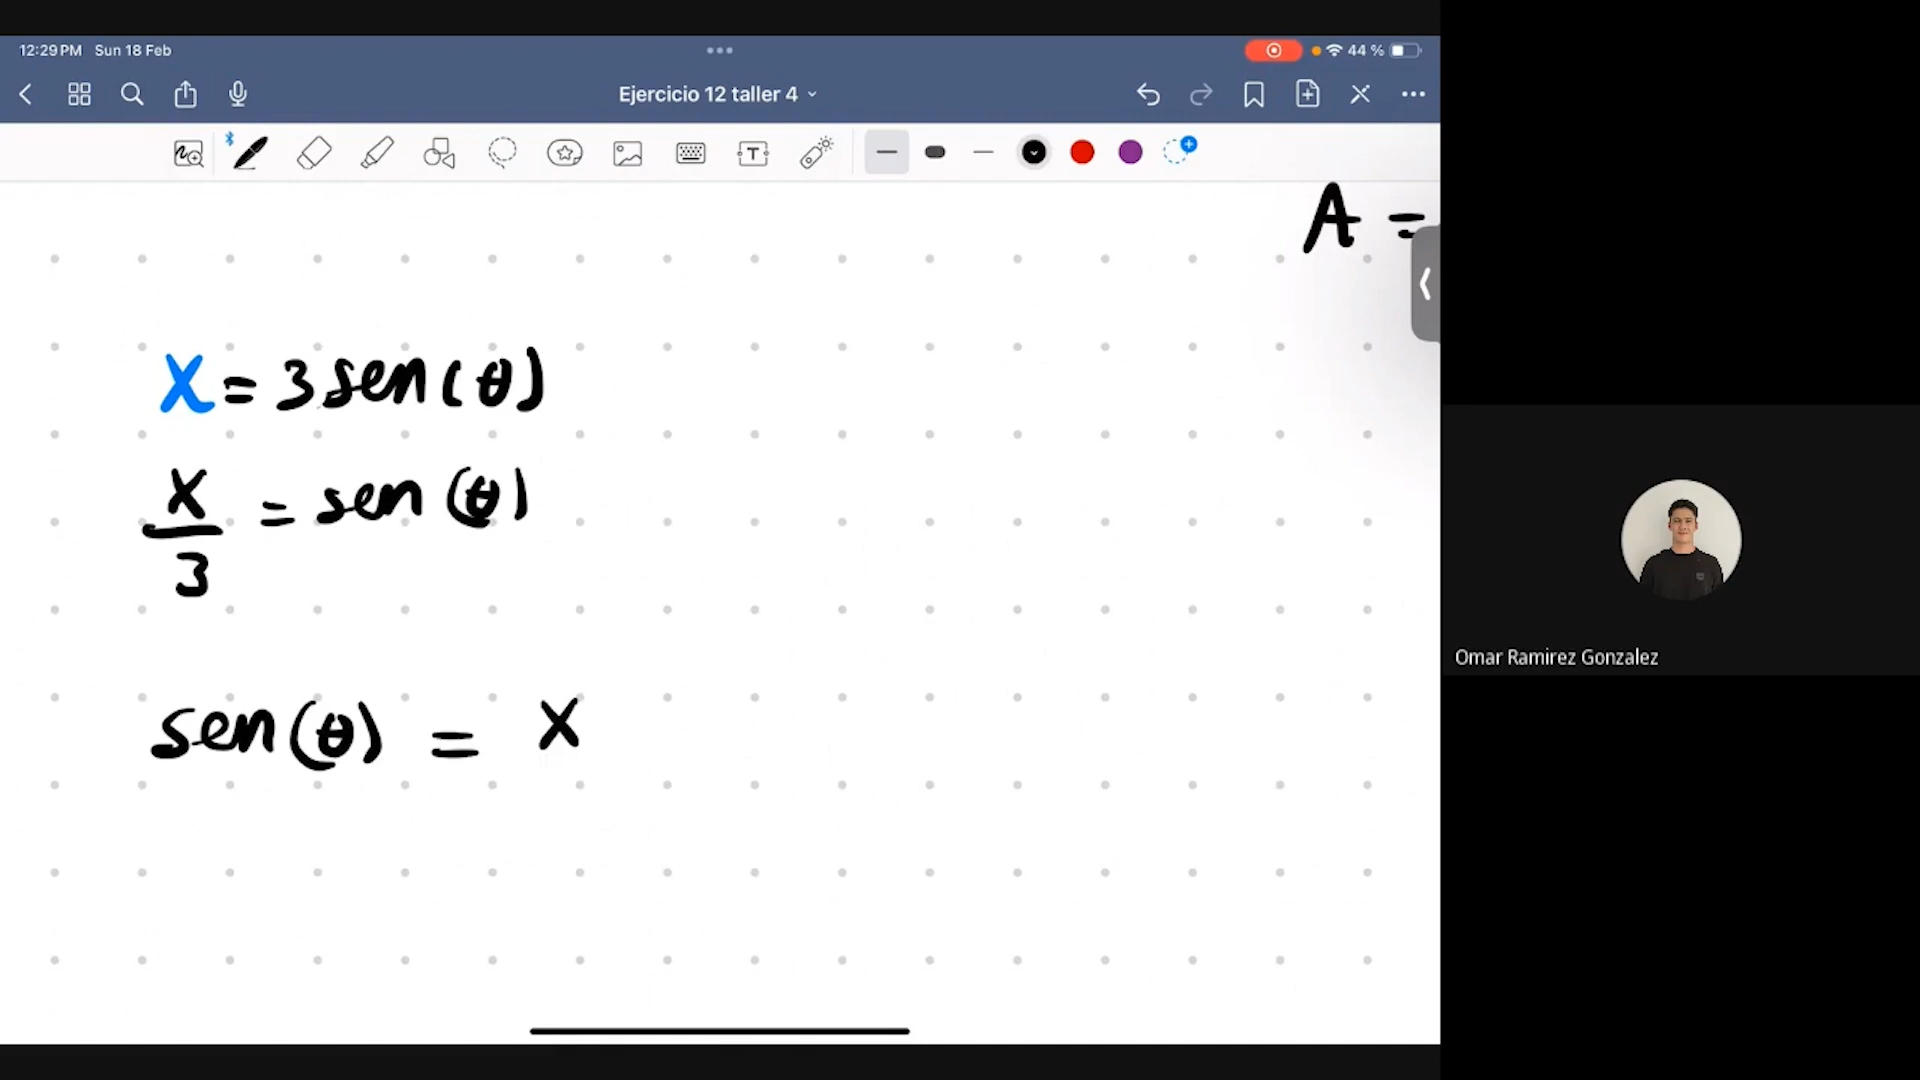 12:29 PM Sun 18 Feb
44 %
Ejercicio 12 taller 4
A =
X = 3 sen(θ)
X/3 = sen(θ)
sen(θ) = X
Omar Ramirez Gonzalez